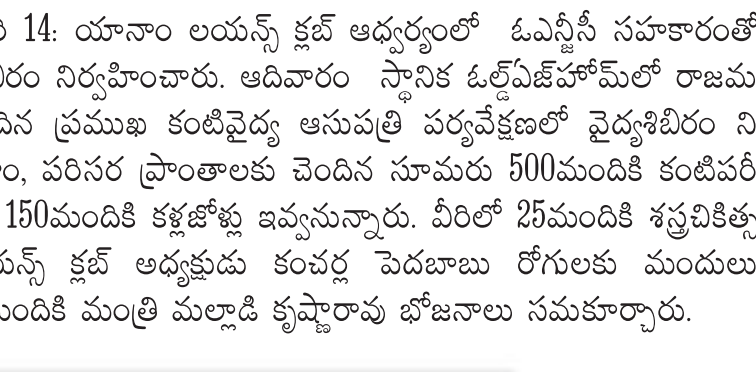 14: యానాం లయన్స్ క్లబ్ ఆధ్వర్యంలో ఓఎన్జీసీ సహకారంతో
నిర్వహించారు. ఆదివారం స్థానిక ఓల్డ్ఏజ్హోమ్‌లో
ప్రముఖ కంటివైద్య ఆసుపత్రి పర్యవేక్షణలో వైద్యశిబిరం
పరిసర ప్రాంతాలకు చెందిన సూమరు 500మందికి
150మందికి కళ్లజోళ్లు ఇవ్వనున్నారు. వీరిలో 25మందికి శస్త్రచికిత్స
క్లబ్ అధ్యక్షుడు కంచర్ల పెదబాబు రోగులకు మందులు
మంత్రి మల్లాడి కృష్ణారావు భోజనాలు సమకూర్చారు.